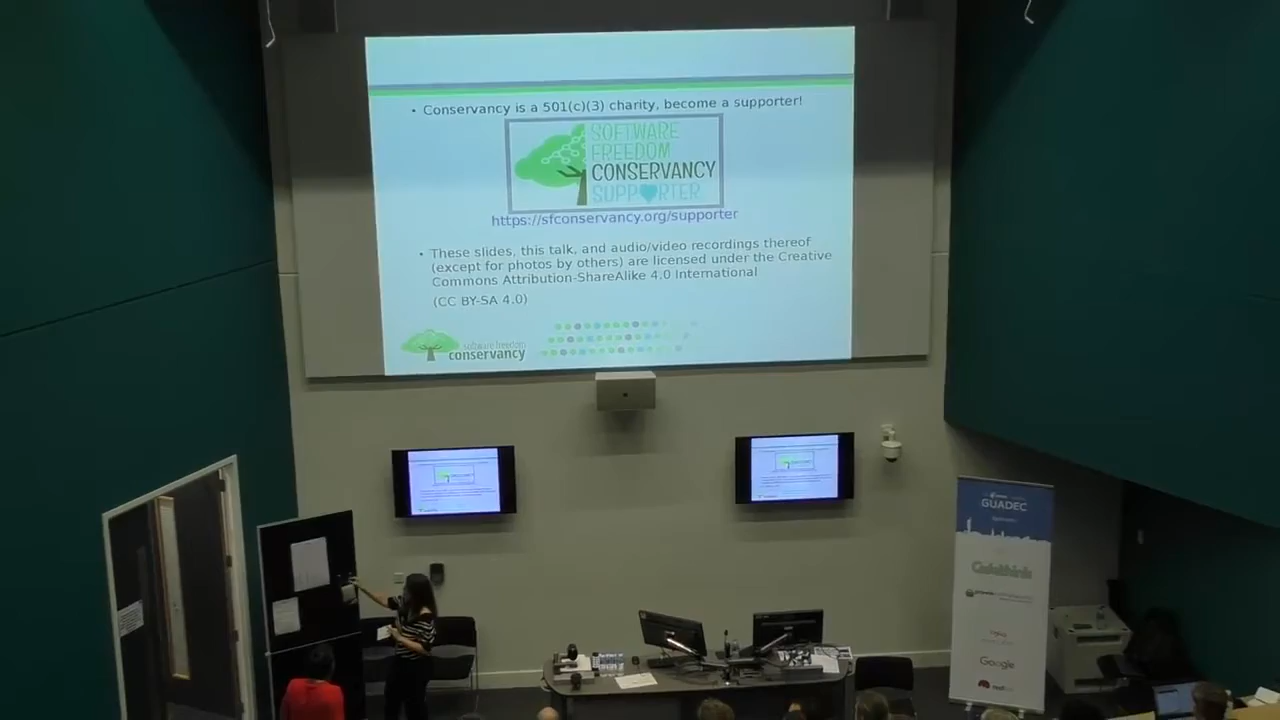 • Conservancy is a 501(c)(3) charity, become a supporter!
SOFTWARE
FREEDOM
CONSERVANCY
SUPPORTER
https://sfconservancy.org/supporter
• These slides, this talk, and audio/video recordings thereof
(except for photos by others) are licensed under the Creative
Commons Attribution-ShareAlike 4.0 International
(CC BY-SA 4.0)
software freedom
conservancy
GUADEC
Codethink
Google